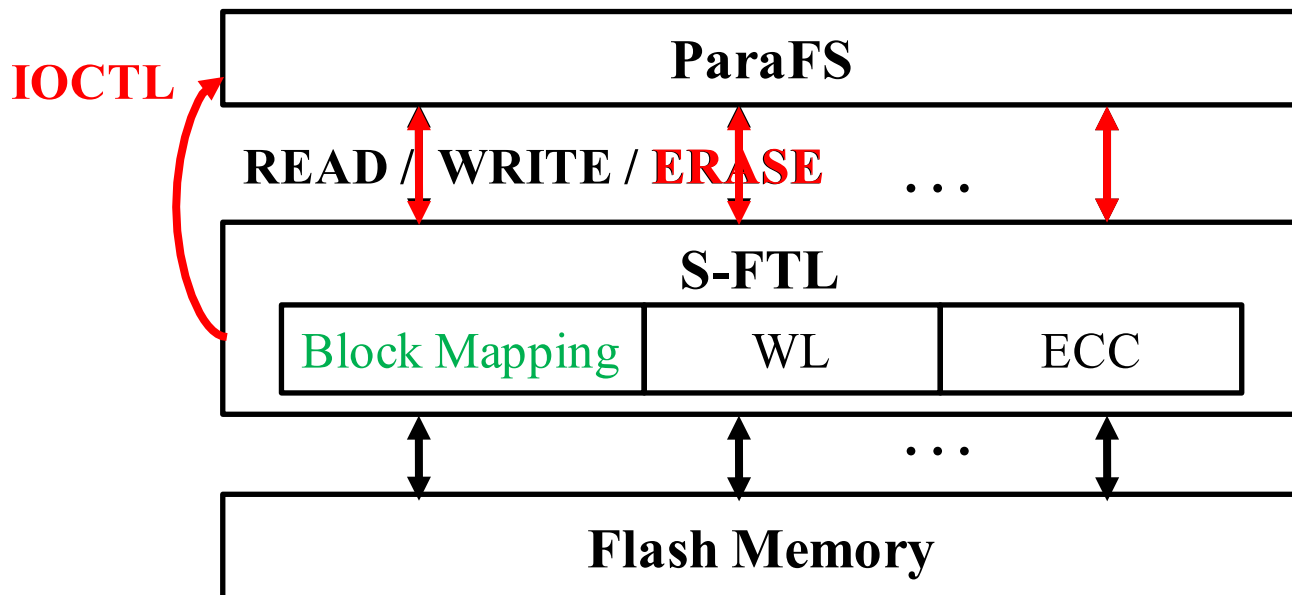 ParaFS
IOCTL
READ / WRITE / ERASE ...
S-FTL
Block Mapping WL ECC
...
Flash Memory